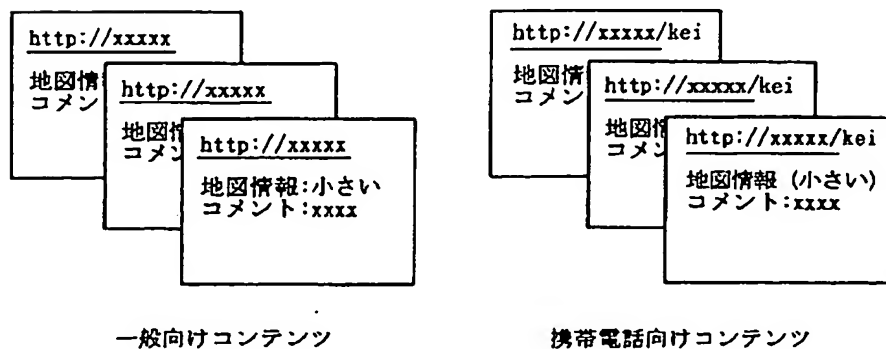 http://xxxxx
地図情
コメン
http://xxxxx
地図情
コメン
http://xxxxx
地図情報:小さい
コメント:xxxx
一般向けコンテンツ
http://xxxxx/kei
地図情
コメン
http://xxxxx/kei
地図情
コメン
http://xxxxx/kei
地図情報 (小さい)
コメント:xxxx
携帯電話向けコンテンツ